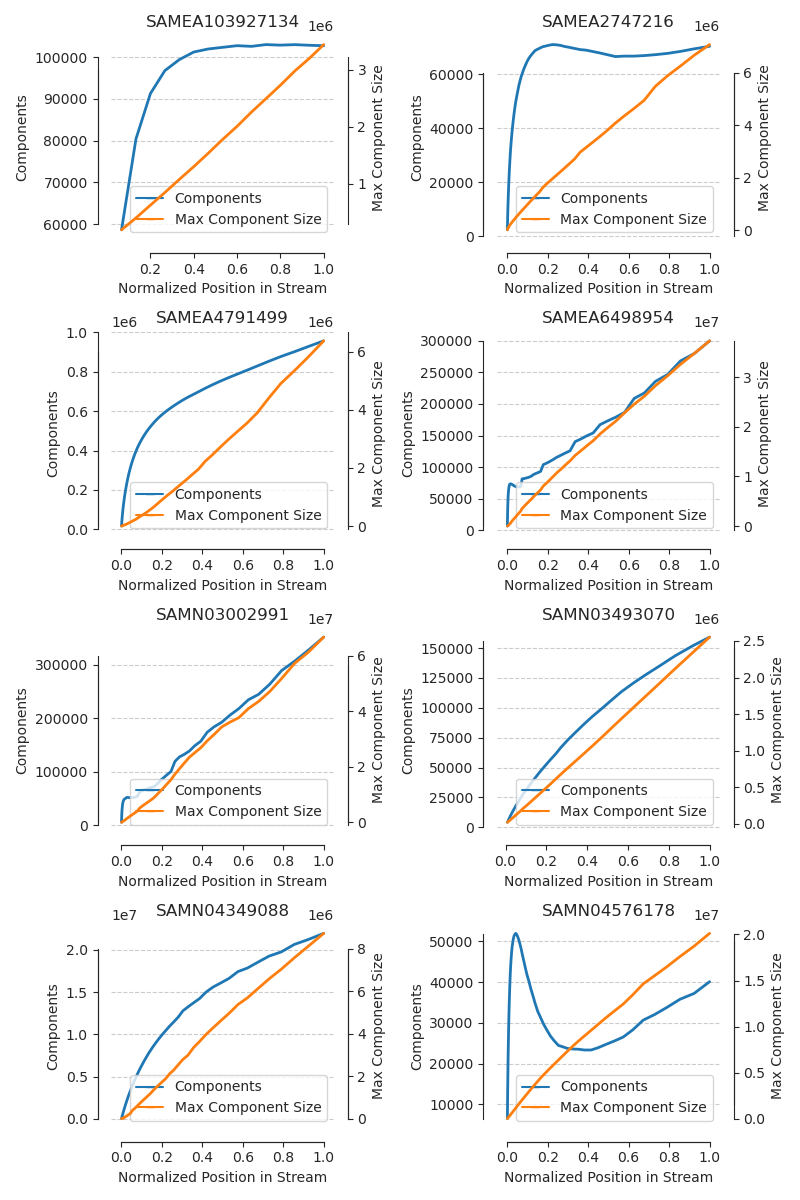 SAMEA103927134
1e6
100000
90000
80000
70000
60000
Components
3
2
1
Max Component Size
Components
Max Component Size
0.2 0.4 0.6 0.8 1.0
Normalized Position in Stream
SAMEA2747216
1e6
60000
40000
20000
0
Components
6
4
2
0
Max Component Size
Components
Max Component Size
0.0 0.2 0.4 0.6 0.8 1.0
Normalized Position in Stream
1e6
SAMEA4791499
1e6
1.0
0.8
0.6
0.4
0.2
0.0
Components
6
4
2
0
Max Component Size
Components
Max Component Size
0.0 0.2 0.4 0.6 0.8 1.0
Normalized Position in Stream
SAMEA6498954
1e7
300000
250000
200000
150000
100000
50000
0
Components
3
2
1
0
Max Component Size
Components
Max Component Size
0.0 0.2 0.4 0.6 0.8 1.0
Normalized Position in Stream
SAMN03002991
1e7
300000
200000
100000
0
Components
6
4
2
0
Max Component Size
Components
Max Component Size
0.0 0.2 0.4 0.6 0.8 1.0
Normalized Position in Stream
SAMN03493070
1e6
150000
125000
100000
75000
50000
25000
0
Components
2.5
2.0
1.5
1.0
0.5
0.0
Max Component Size
Components
Max Component Size
0.0 0.2 0.4 0.6 0.8 1.0
Normalized Position in Stream
1e7
SAMN04349088
1e6
2.0
1.5
1.0
0.5
0.0
Components
8
6
4
2
0
Max Component Size
Components
Max Component Size
0.0 0.2 0.4 0.6 0.8 1.0
Normalized Position in Stream
SAMN04576178
1e7
50000
40000
30000
20000
10000
Components
2.0
1.5
1.0
0.5
0.0
Max Component Size
Components
Max Component Size
0.0 0.2 0.4 0.6 0.8 1.0
Normalized Position in Stream